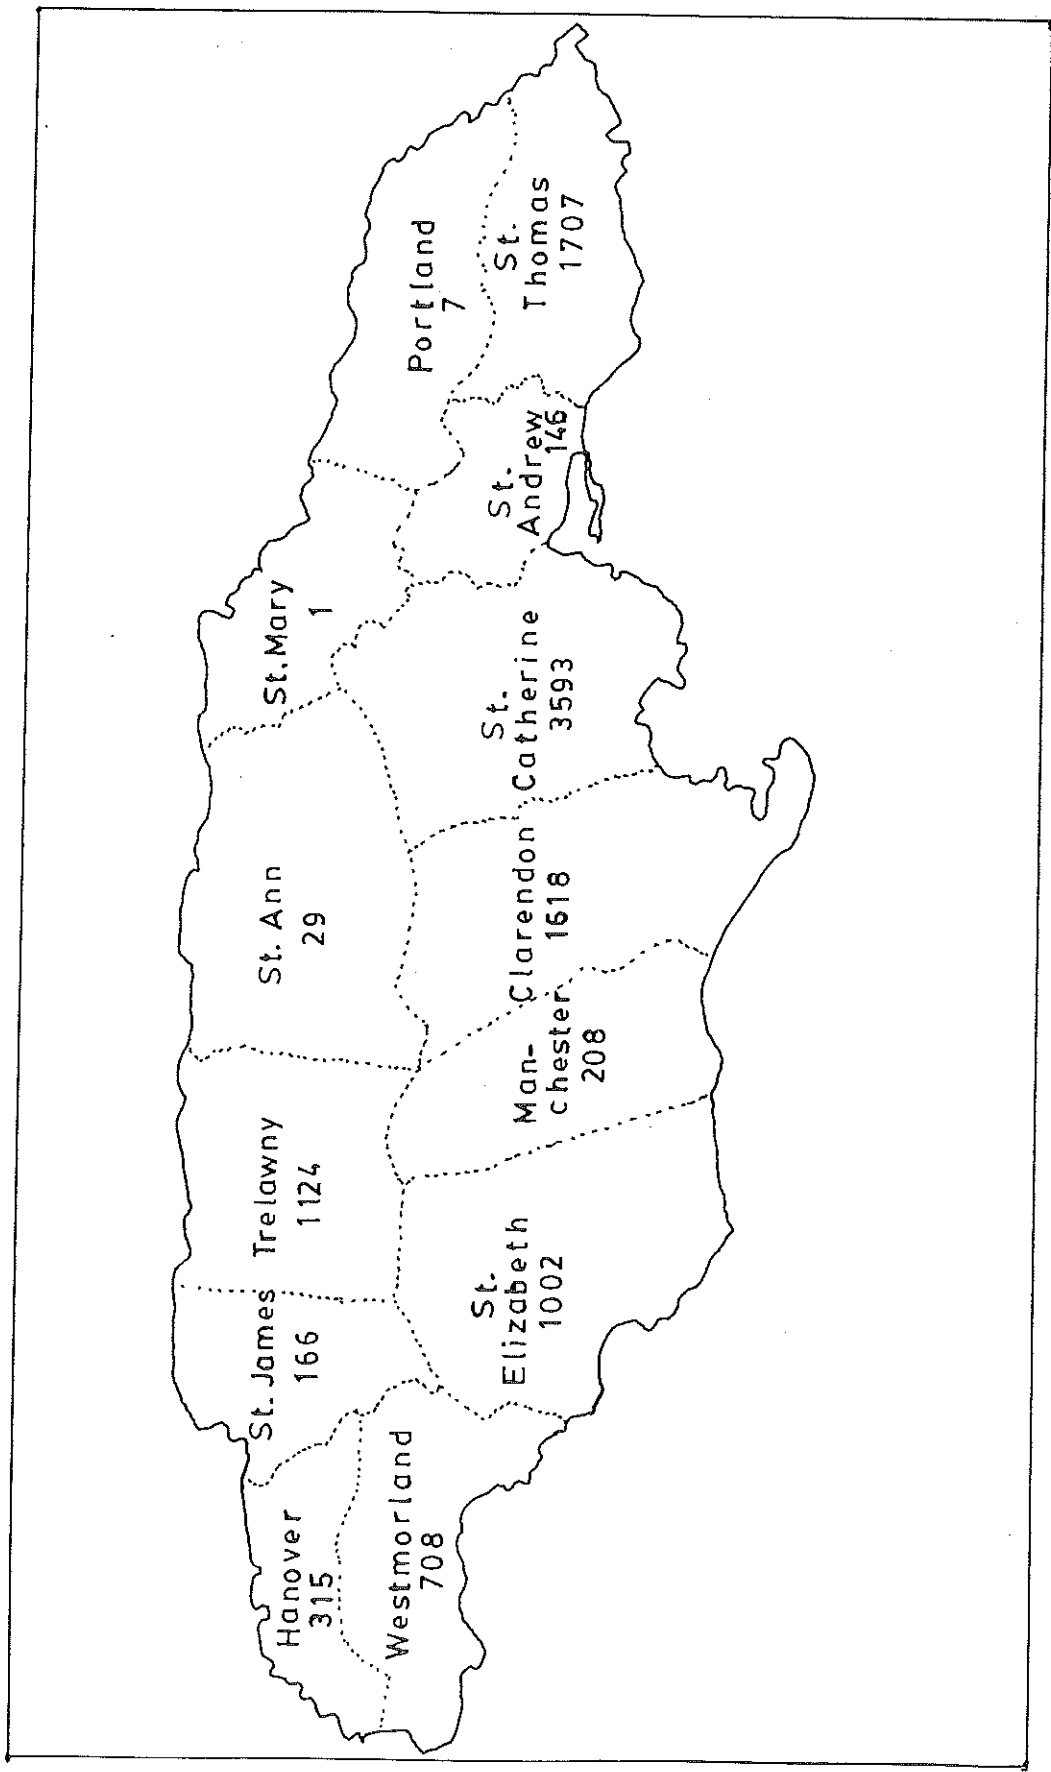 Hanover
315
Westmorland
708
St. James
166
Trelawny
1124
St.
Elizabeth
1002
St. Ann
29
Man-
chester
208
Clarendon
1618
St. Mary
1
St.
Catherine
3593
St.
Andrew
146
Portland
7
St.
Thomas
1707